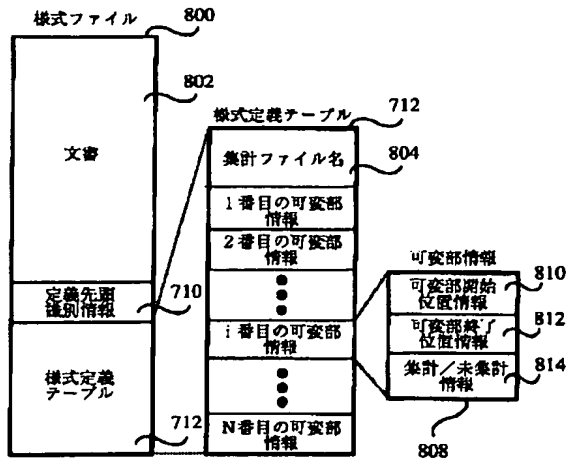 様式ファイル
800
802
文書
定義先頭
識別情報
710
様式定義
テーブル
712
様式定義テーブル
712
集計ファイル名
804
1番目の可変部
情報
2番目の可変部
情報
i番目の可変部
情報
N番目の可変部
情報
可変部情報
可変部開始
位置情報
810
可変部終了
位置情報
812
集計/未集計
情報
814
808